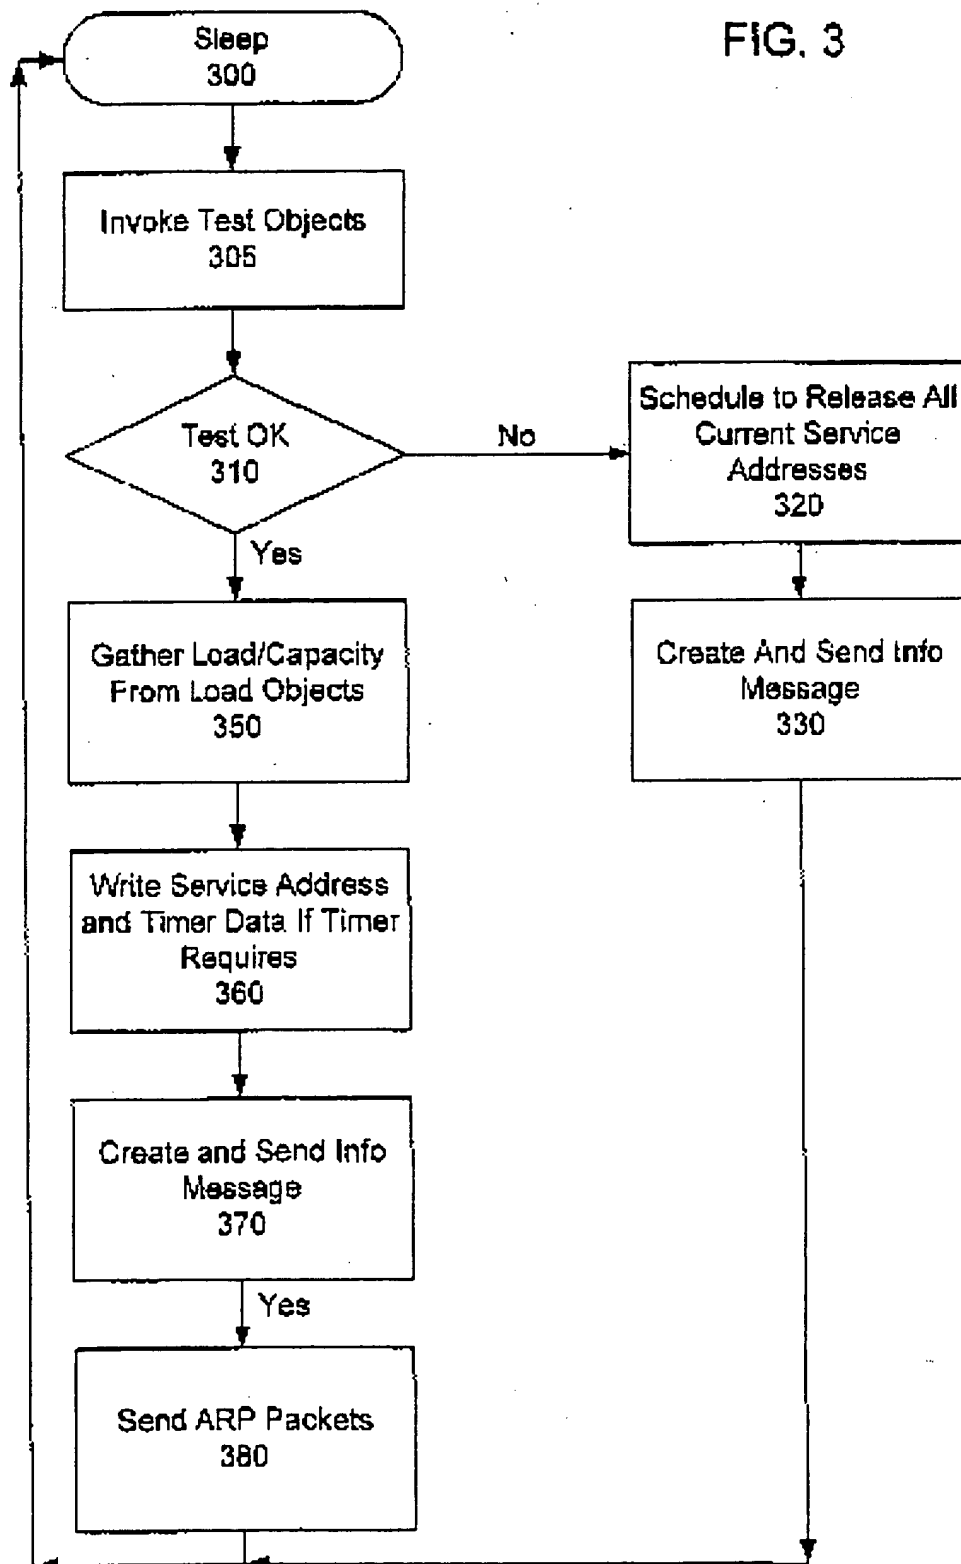 FIG. 3
Sleep
300
Invoke Test Objects
305
Test OK
310
No
Yes
Schedule to Release All
Current Service
Addresses
320
Create And Send Info
Message
330
Gather Load/Capacity
From Load Objects
350
Write Service Address
and Timer Data If Timer
Requires
360
Create and Send Info
Message
370
Yes
Send ARP Packets
380